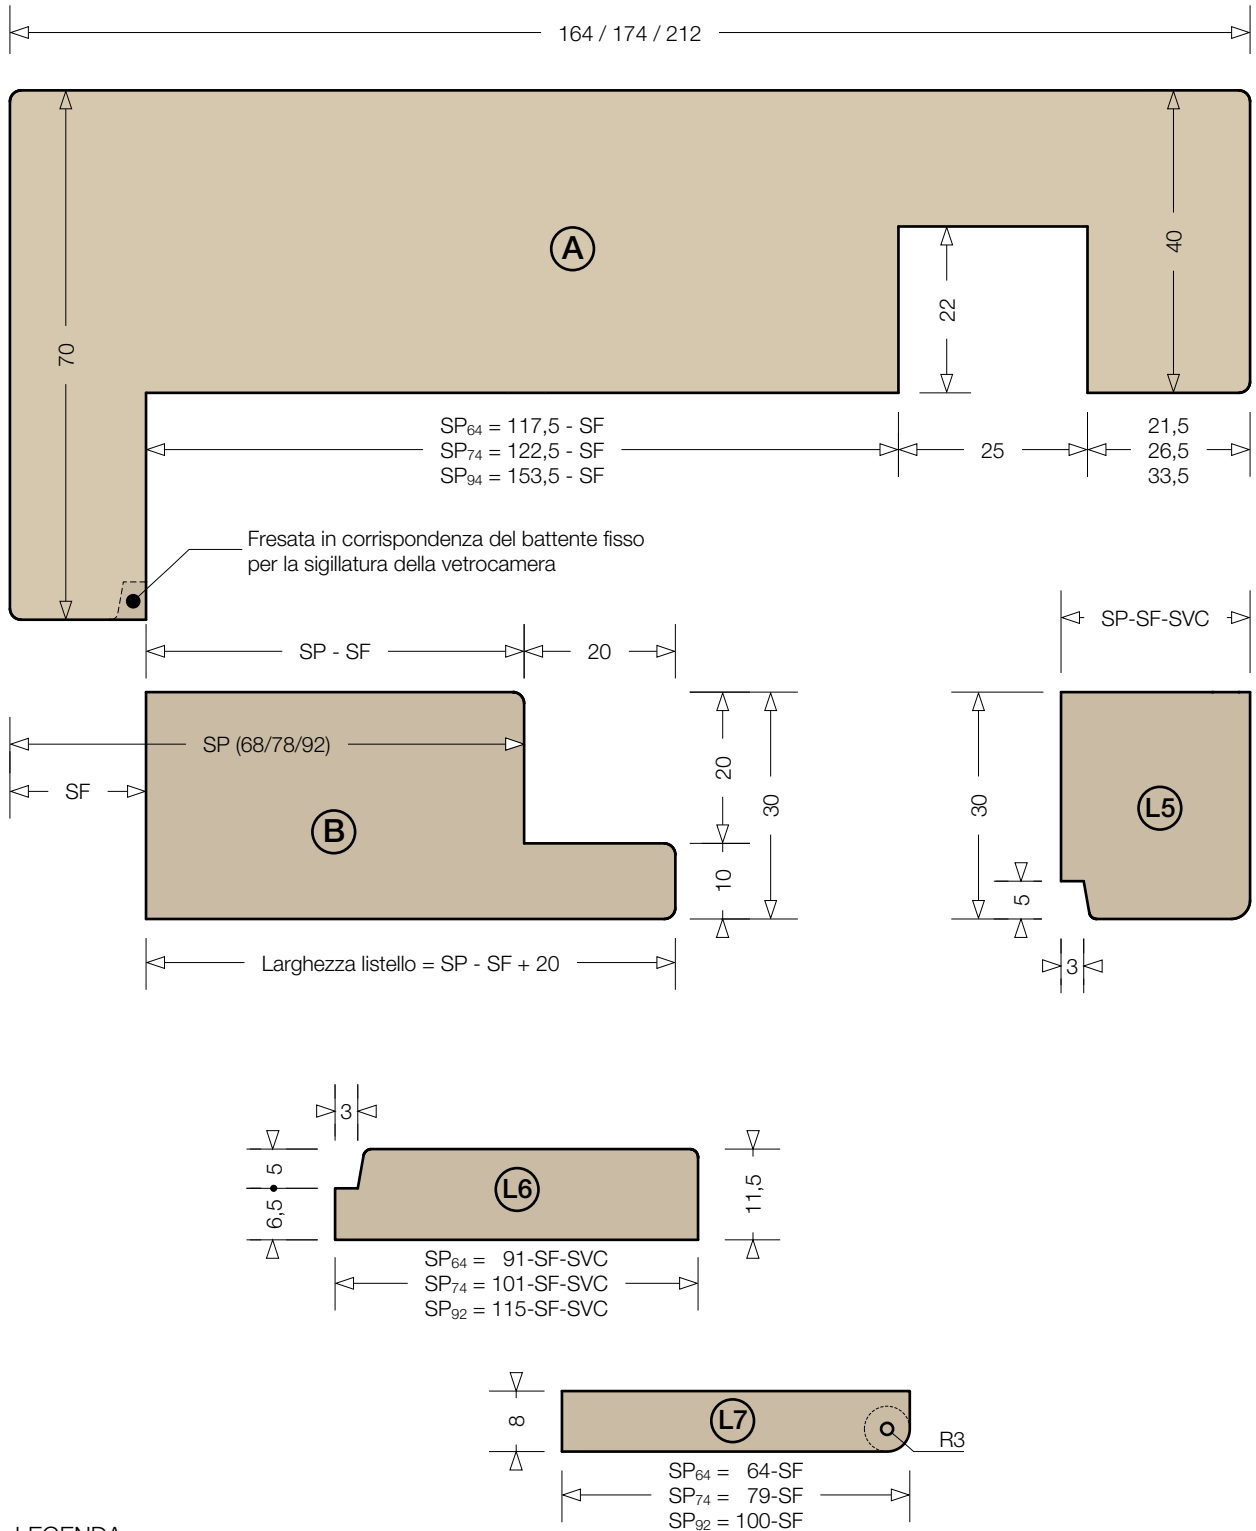 164 / 174 / 212
A
70
40
22
SP64 = 117,5 - SF
SP74 = 122,5 - SF
SP94 = 153,5 - SF
25
21,5
26,5
33,5
Fresata in corrispondenza del battente fisso
per la sigillatura della vetrocamera
SP - SF
20
SP-SF-SVC
SP (68/78/92)
SF
B
20
30
10
30
L5
5
Larghezza listello = SP - SF + 20
3
3
5
6,5
L6
11,5
SP64 = 91-SF-SVC
SP74 = 101-SF-SVC
SP92 = 115-SF-SVC
8
L7
R3
SP64 = 64-SF
SP74 = 79-SF
SP92 = 100-SF
LEGENDA